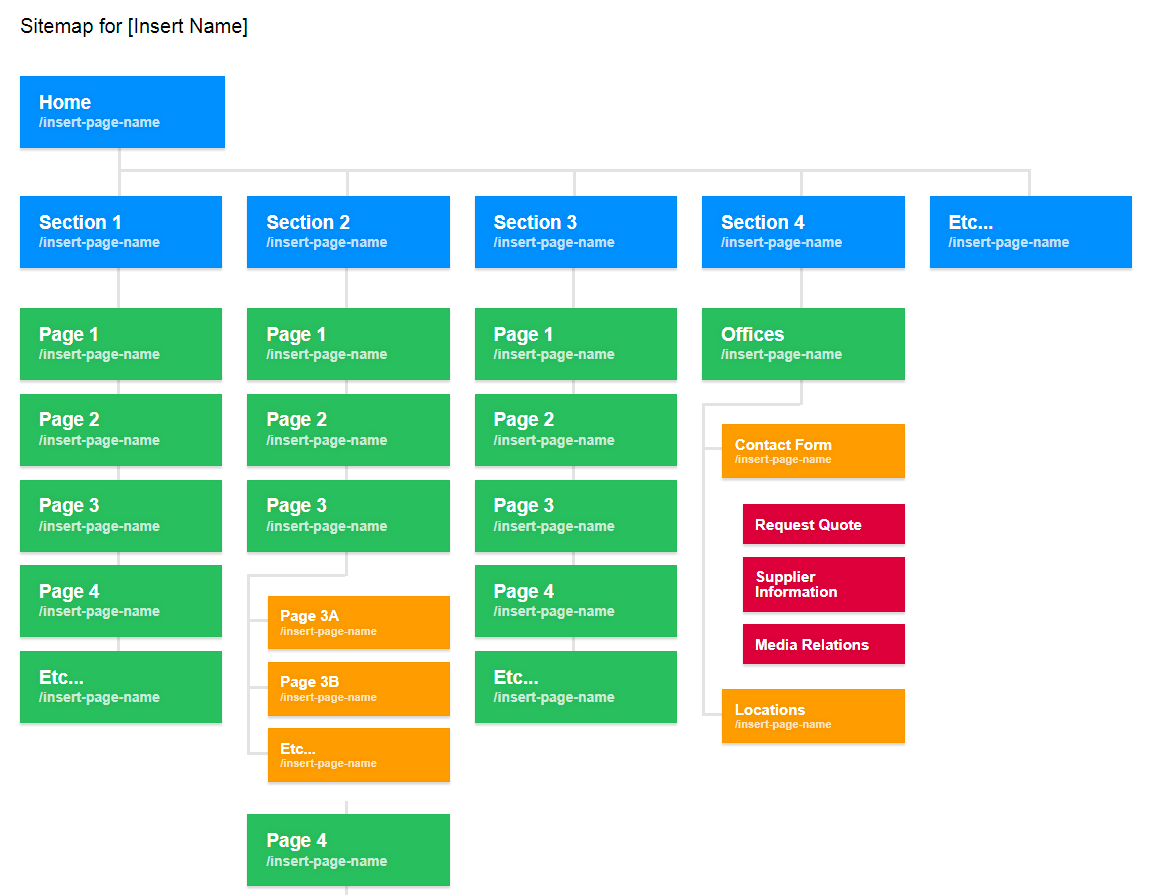 Sitemap for [Insert Name]
Home
/insert-page-name
Section 1
/insert-page-name
Section 2
/insert-page-name
Section 3
/insert-page-name
Section 4
/insert-page-name
Etc...
/insert-page-name
Page 1
/insert-page-name
Page 2
/insert-page-name
Page 3
/insert-page-name
Page 4
/insert-page-name
Etc...
/insert-page-name
Page 1
/insert-page-name
Page 2
/insert-page-name
Page 3
/insert-page-name
Page 3A
/insert-page-name
Page 3B
/insert-page-name
Etc...
/insert-page-name
Page 4
/insert-page-name
Page 1
/insert-page-name
Page 2
/insert-page-name
Page 3
/insert-page-name
Page 4
/insert-page-name
Etc...
/insert-page-name
Offices
/insert-page-name
Contact Form
/insert-page-name
Request Quote
Supplier
Information
Media Relations
Locations
/insert-page-name